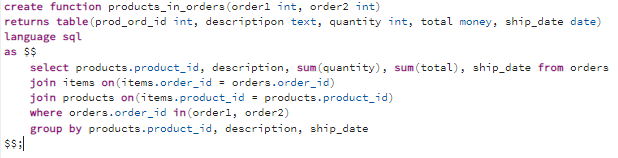 create function products_in_orders(order1 int, order2 int)
returns table(prod_ord_id int, descriptipon text, quantity int, total money, ship_date date)
language sql
as $$
    select products.product_id, description, sum(quantity), sum(total), ship_date from orders
    join items on(items.order_id = orders.order_id)
    join products on(items.product_id = products.product_id)
    where orders.order_id in(order1, order2)
    group by products.product_id, description, ship_date
$$;